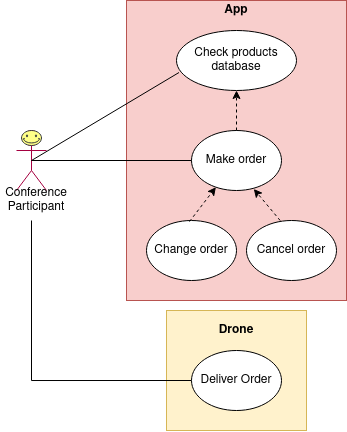 App
Check products
database
Make order
Conference
Participant
Change order
Cancel order
Drone
Deliver Order